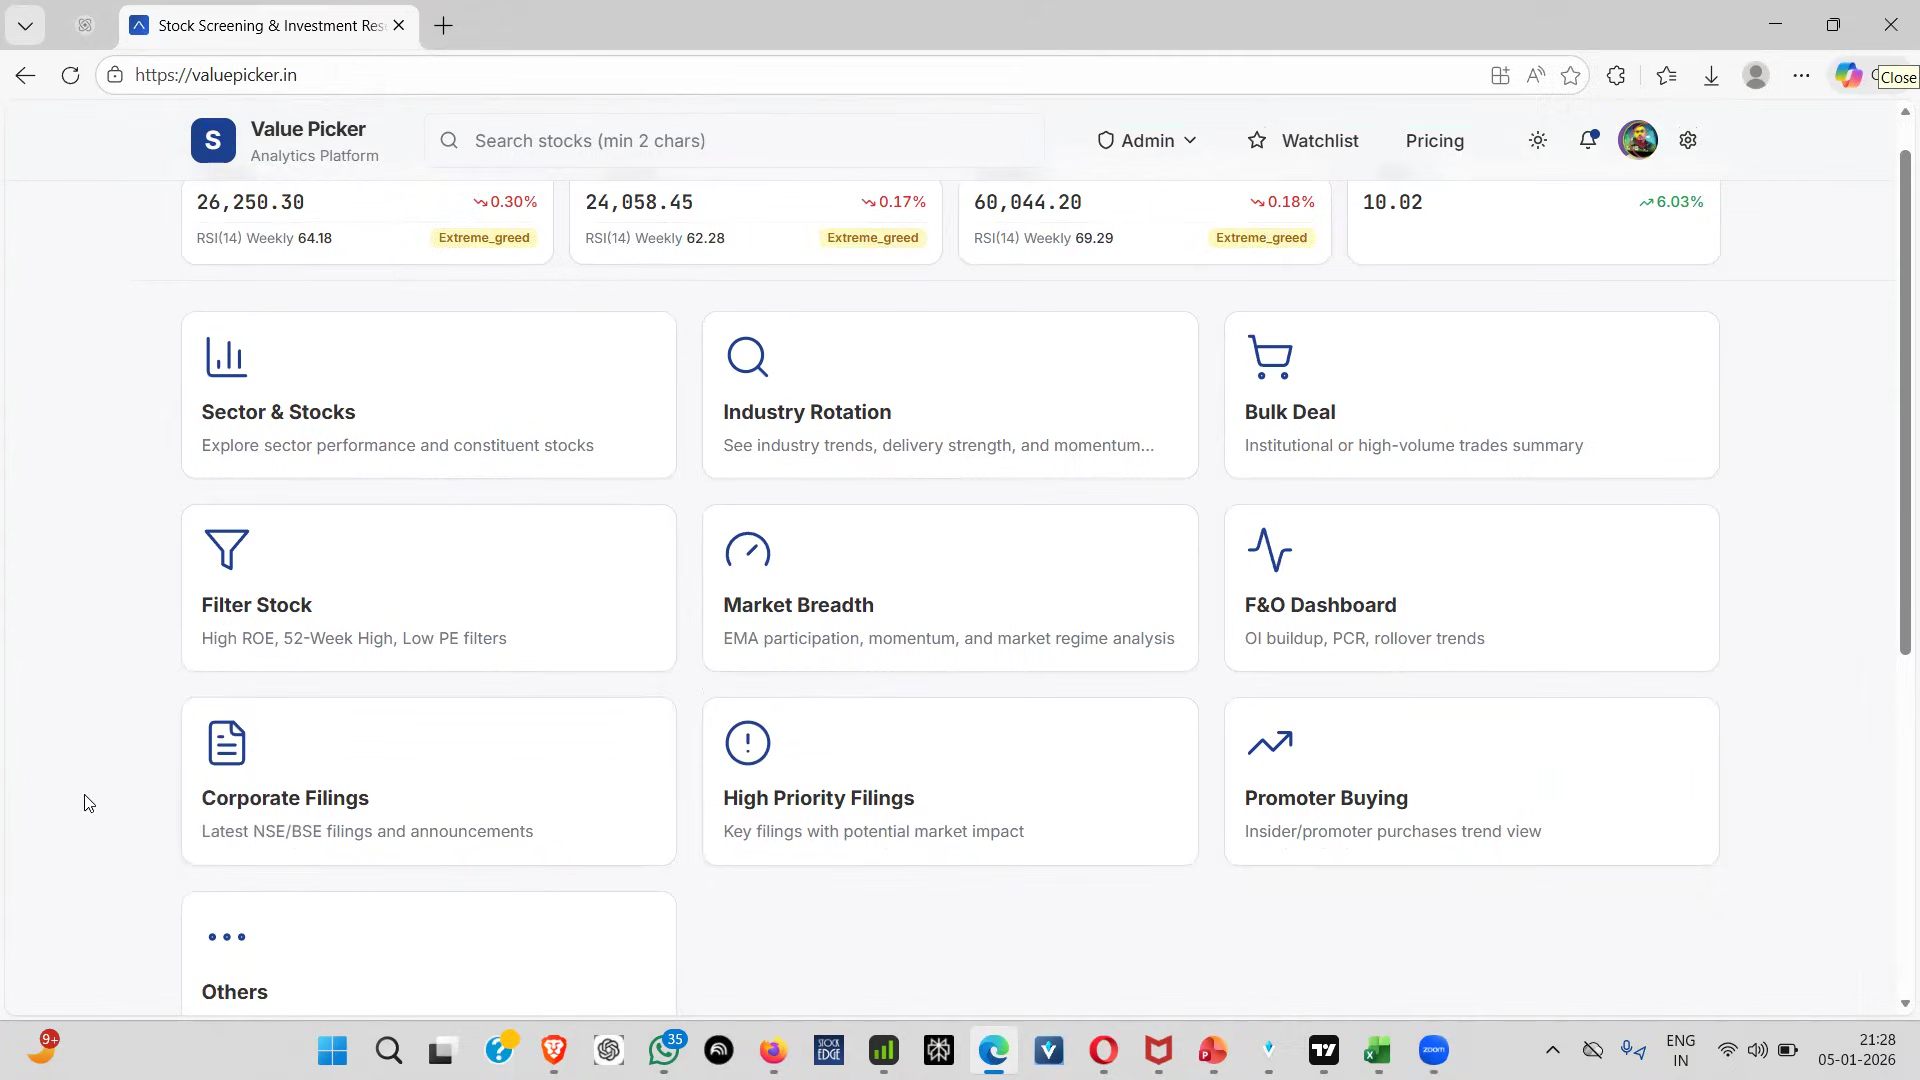 Stock Screening & Investment Res
https://valuepicker.in
Close
S
Value Picker
Analytics Platform
Search stocks (min 2 chars)
Admin
Watchlist
Pricing
26,250.30
0.30%
RSI(14) Weekly 64.18
Extreme_greed
24,058.45
0.17%
RSI(14) Weekly 62.28
Extreme_greed
60,044.20
0.18%
RSI(14) Weekly 69.29
Extreme_greed
10.02
6.03%
Sector & Stocks
Explore sector performance and constituent stocks
Industry Rotation
See industry trends, delivery strength, and momentum...
Bulk Deal
Institutional or high-volume trades summary
Filter Stock
High ROE, 52-Week High, Low PE filters
Market Breadth
EMA participation, momentum, and market regime analysis
F&O Dashboard
OI buildup, PCR, rollover trends
Corporate Filings
Latest NSE/BSE filings and announcements
High Priority Filings
Key filings with potential market impact
Promoter Buying
Insider/promoter purchases trend view
Others
9+
35
STOCK
EDGE
zoom
ENG
IN
21:28
05-01-2026